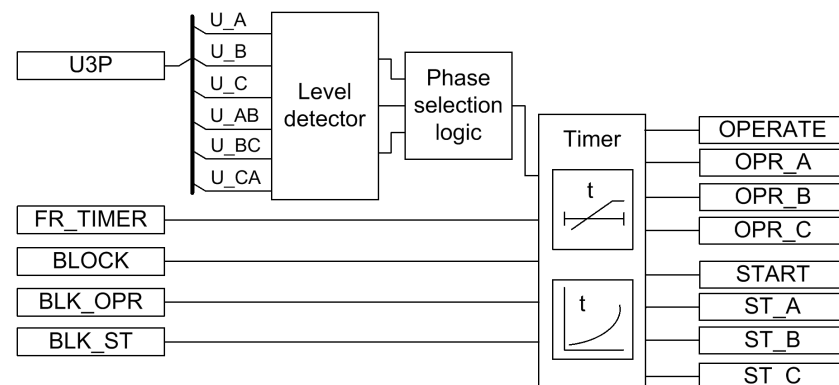 U3P
U_A
U_B
U_C
U_AB
U_BC
U_CA
Level
detector
Phase
selection
logic
Timer
t
t
FR_TIMER
BLOCK
BLK_OPR
BLK_ST
OPERATE
OPR_A
OPR_B
OPR_C
START
ST_A
ST_B
ST_C